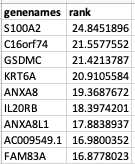 genenames rank
S100A2 24.8451896
C16orf74 21.5577552
GSDMC 21.4213787
KRT6A 20.9105584
ANXA8 19.3687672
IL20RB 18.3974201
ANXA8L1 17.8838937
AC009549.1 16.9800352
FAM83A 16.8778023